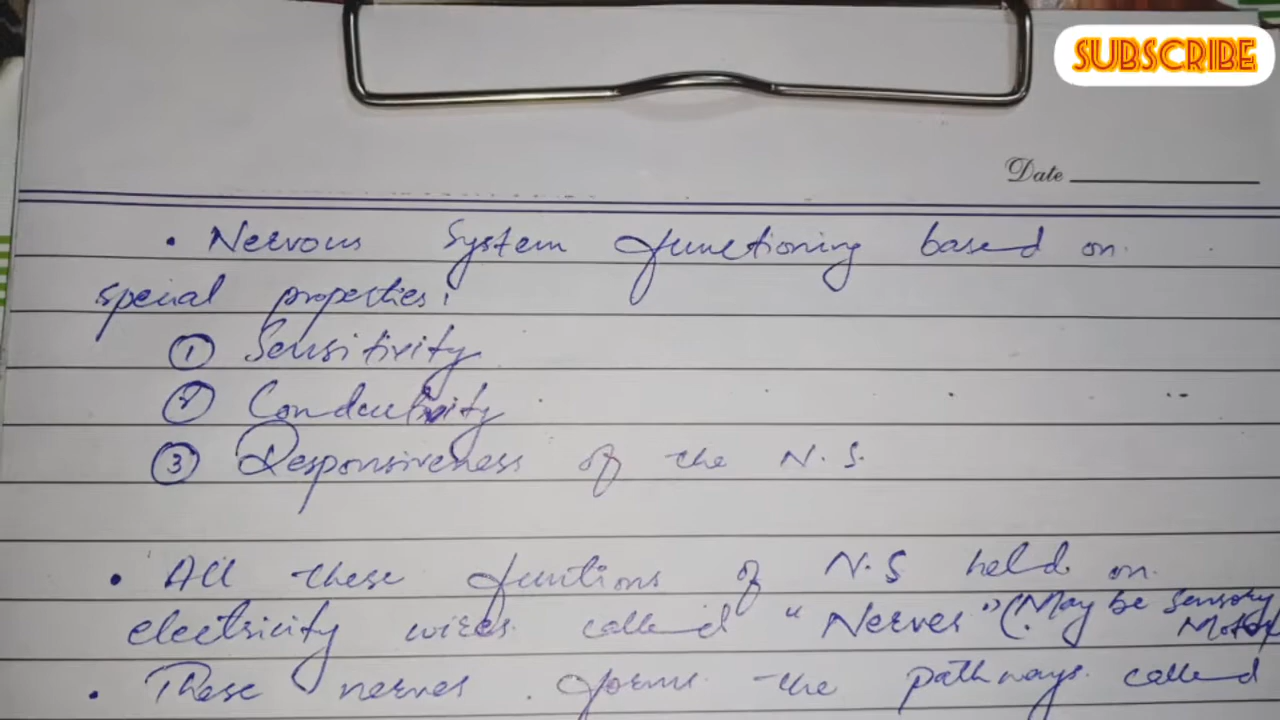 SUBSCRIBE
Date
• Nervous System functioning based on
special properties:
① Sensitivity
② Conductivity
③ Responsiveness of the N.S.
• All these functions of N.S held on
electricity wires called "Nerves" (May be Sensory
Motor
• These nerves forms the pathways called